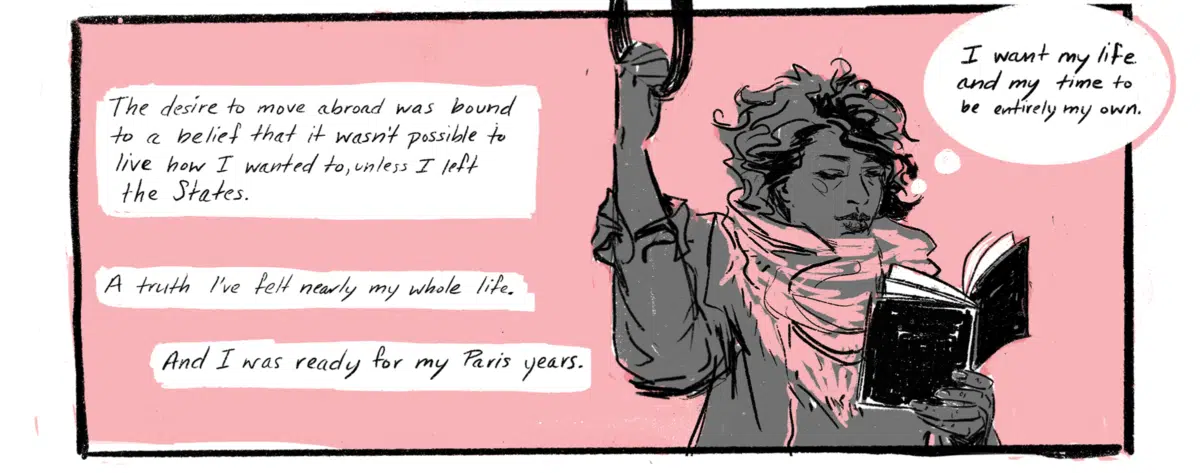 The desire to move abroad was bound
to a belief that it wasn't possible to
live how I wanted to, unless I left
the States.
A truth I've felt nearly my whole life.
And I was ready for my Paris years.
I want my life
and my time to
be entirely my own.